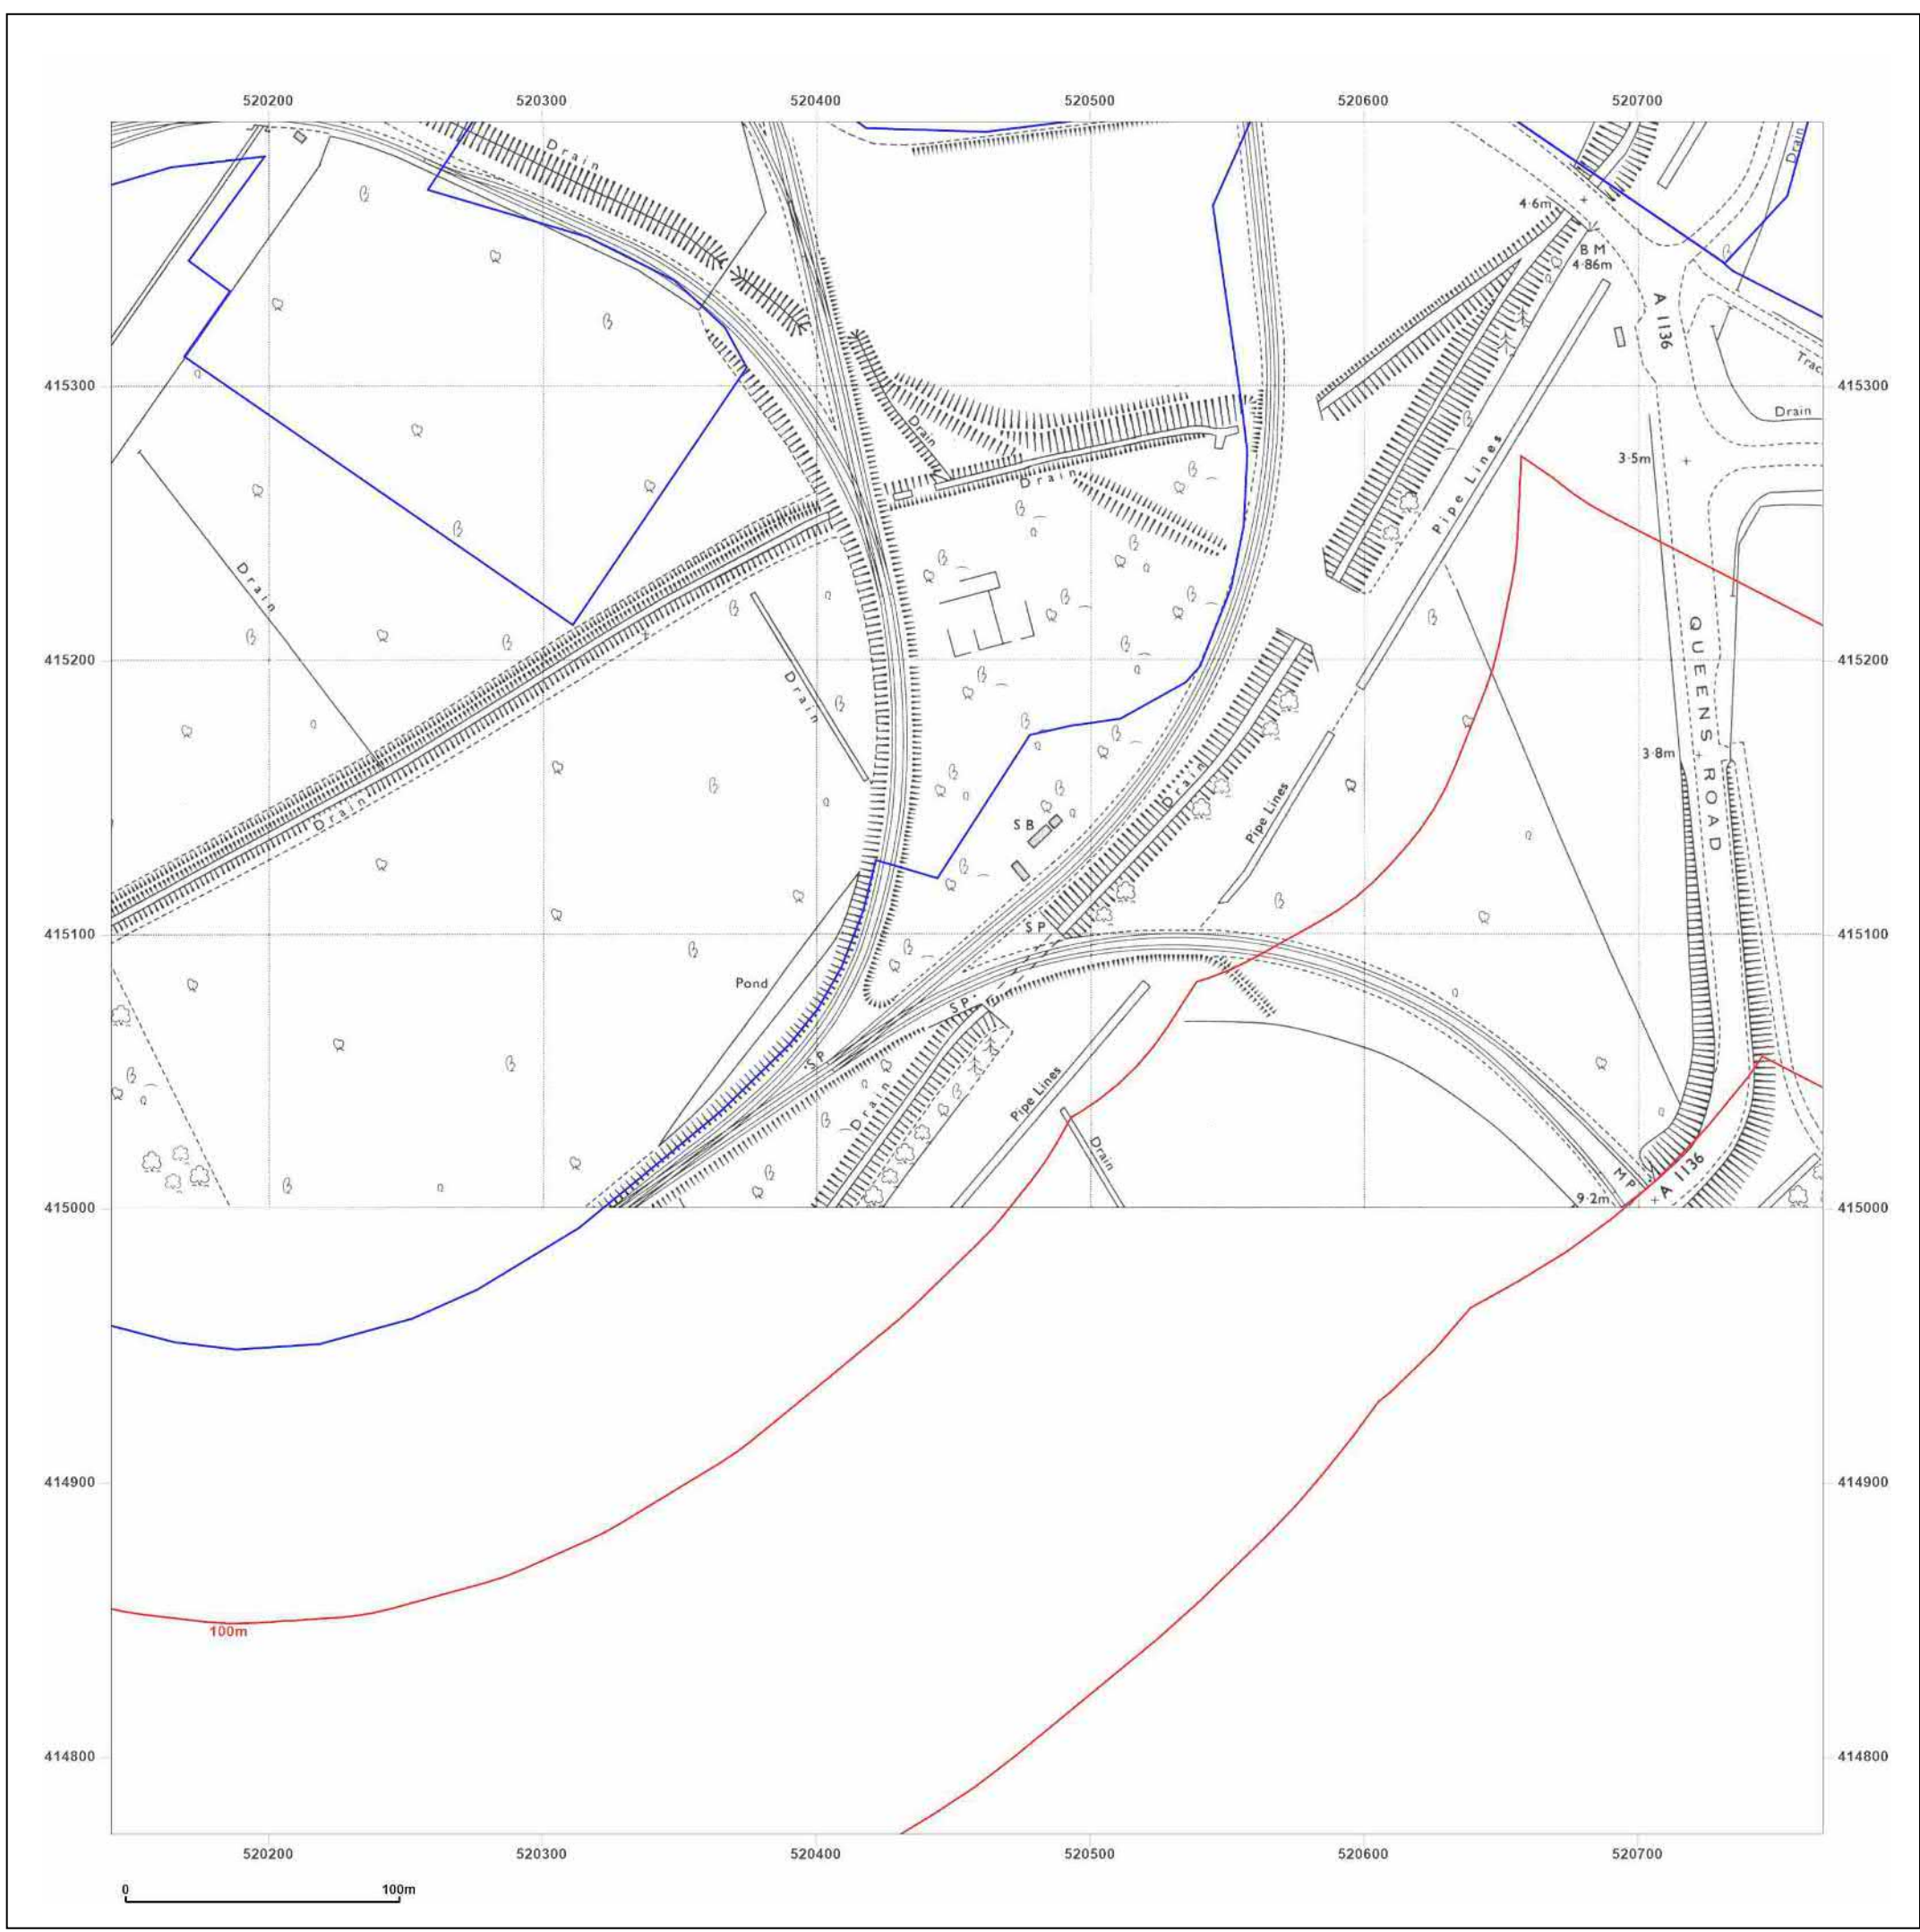 520200 520300 520400 520500 520600 520700
Drain
Drain
4·6m
B M
4·86m
A 1136
415300 415300
Drain
Drain
Drain
3·5m
Pipe Lines
Drain
415200 415200
Drain
QUEENS ROAD
3·8m
Drain
Pipe Lines
Drain
S B
415100 S P 415100
Pond
S P
S P
Drain
Pipe Lines
Drain
M P
A 1136
9·2m
415000 415000
414900 414900
100m
414800 414800
520200 520300 520400 520500 520600 520700
0 100m